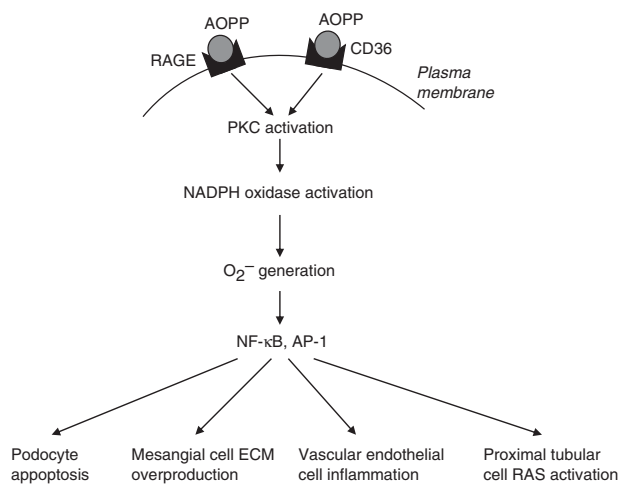 AOPP
AOPP
RAGE
CD36
Plasma
membrane
PKC activation
NADPH oxidase activation
O2− generation
NF-κB, AP-1
Podocyte
appoptosis
Mesangial cell ECM
overproduction
Vascular endothelial
cell inflammation
Proximal tubular
cell RAS activation